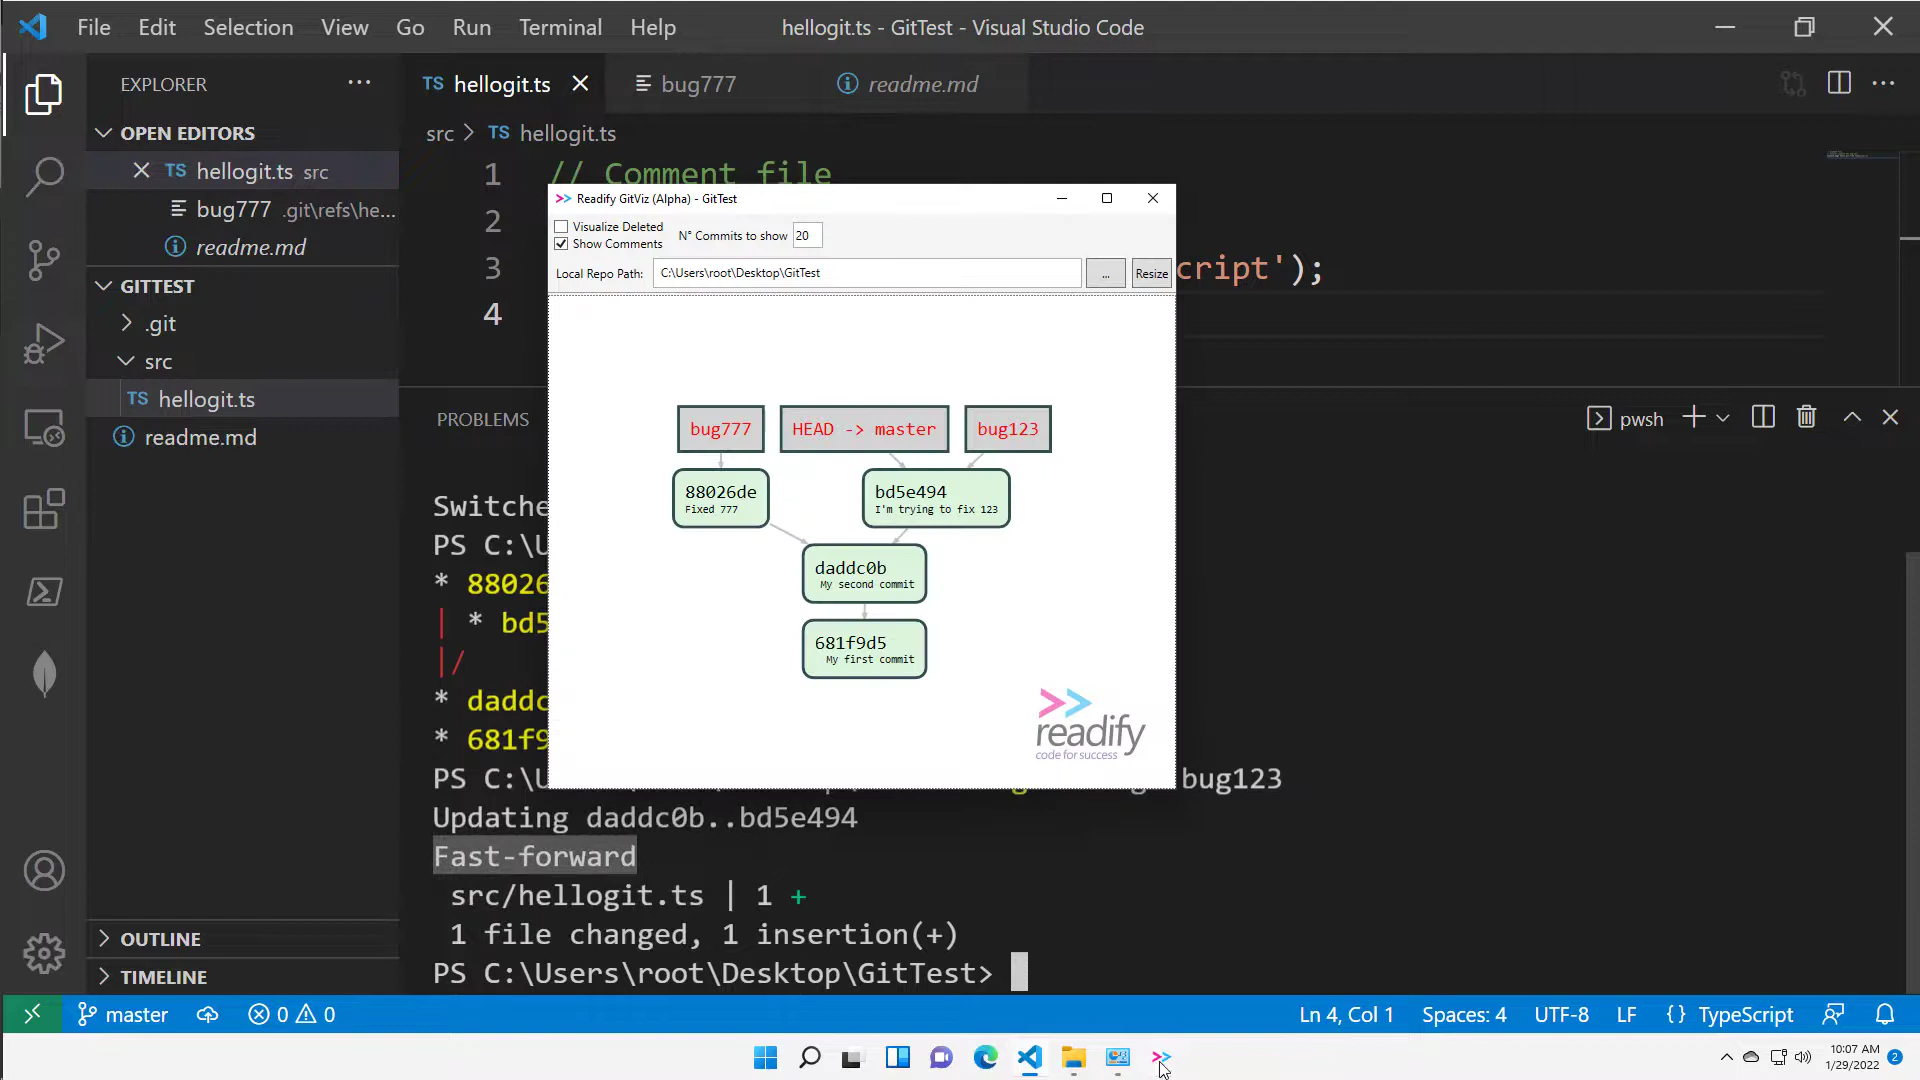 File Edit Selection View Go Run Terminal Help hellogit.ts - GitTest - Visual Studio Code
EXPLORER
TS hellogit.ts
bug777
readme.md
OPEN EDITORS
src > TS hellogit.ts
TS hellogit.ts src
bug777 .git\refs\he...
readme.md
GITTEST
.git
src
TS hellogit.ts
readme.md
OUTLINE
TIMELINE
1 // Comment file
2
3 cript');
4
Readify GitViz (Alpha) - GitTest
Visualize Deleted
Show Comments
N° Commits to show 20
Local Repo Path: C:\Users\root\Desktop\GitTest ... Resize
bug777 HEAD -> master bug123
88026de
Fixed 777
bd5e494
I'm trying to fix 123
daddc0b
My second commit
681f9d5
My first commit
readify
code for success
PROBLEMS
pwsh
Switche
PS C:\U
* 88026
| * bd5
|/
* daddc
* 681f9
PS C:\U bug123
Updating daddc0b..bd5e494
Fast-forward
src/hellogit.ts | 1 +
1 file changed, 1 insertion(+)
PS C:\Users\root\Desktop\GitTest>
master 0 0 Ln 4, Col 1 Spaces: 4 UTF-8 LF {} TypeScript
10:07 AM
1/29/2022
2